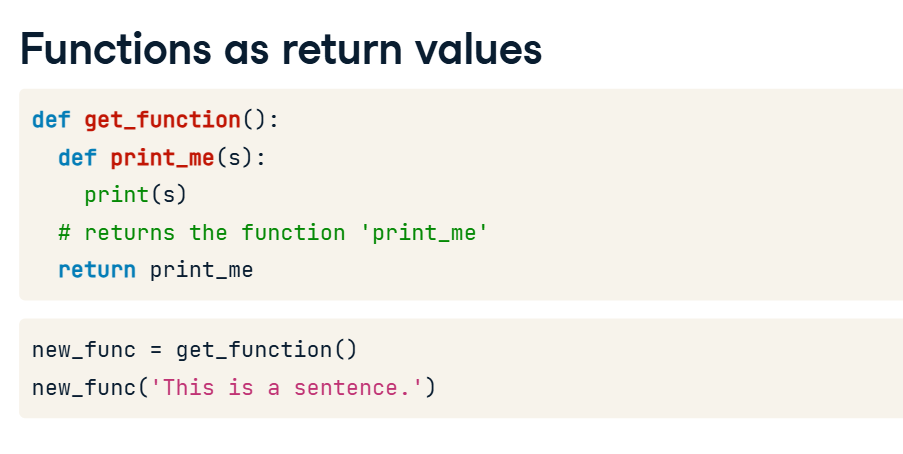 Functions as return values
def get_function():
  def print_me(s):
    print(s)
  # returns the function 'print_me'
  return print_me
new_func = get_function()
new_func('This is a sentence.')